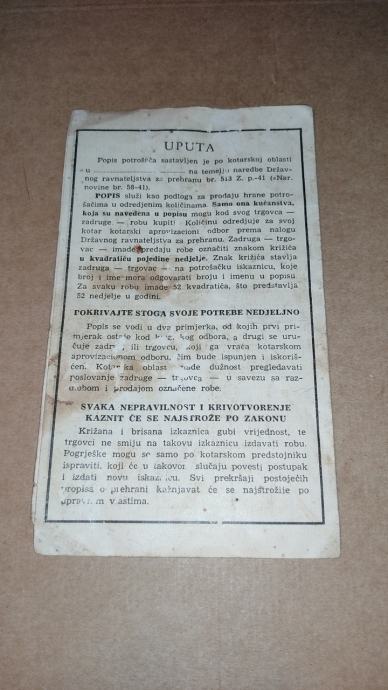 UPUTA
Popis potrošača sastavljen je po kotarskoj oblasti
u na temelju naredbe Držav-
nog ravnateljstva za prehranu br. 513 Z. p.-41 (»Nar.
novine br. 58-41).
POPIS služi kao podloga za prodaju hrane potro-
šačima u odredjenim količinama. Samo ona kućanstva,
koja su navedena u popisu mogu kod svog trgovca —
zadruge — robu kupiti Količinu odredjuje za svoj
kotar kotarski aprovizacioni odbor prema nalogu
Državnog ravnateljstva za prehranu. Zadruga — trgo-
vac — imade prodaju robe označiti znakom križića
u kvadratiću pojedine nedjelje. Znak križića stavlja
zadruga — trgovac — na potrošačku iskaznicu, koje
broj i ime mora odgovarati broju i imenu u popisu
Za svaku robu imade 52 kvadratića, što predstavlja
52 nedjelje u godini.
POKRIVAJTE STOGA SVOJE POTREBE NEDJELJNO
Popis se vodi u dva primjerka, od kojih prvi pri-
mjerak ostaje kod odbora, a drugi se uru-
čuje ili trgovcu, koji ga vraća kotarskom
aprovizacionom odboru, čim bude ispunjen i iskoriš-
ćen. Kotarska oblast imade dužnost pregledavati
poslovanje zadruge — trgovca — u savezu sa raz-
diobom i prodajom označene robe.
SVAKA NEPRAVILNOST I KRIVOTVORENJE
KAZNIT ĆE SE NAJSTROŽE PO ZAKONU
Križana i brisana izkaznica gubi vrijednost, te
trgovci ne smiju na takovu izkaznicu izdavati robu.
Pogrješke mogu se samo po kotarskom predstojniku
ispraviti, koji će u takovom slučaju povesti postupak
i izdati novu iskaznicu. Svi prekršaji postojećih
propisa o prehrani kažnjavat će se najstrožije po
upravnim vlastima.